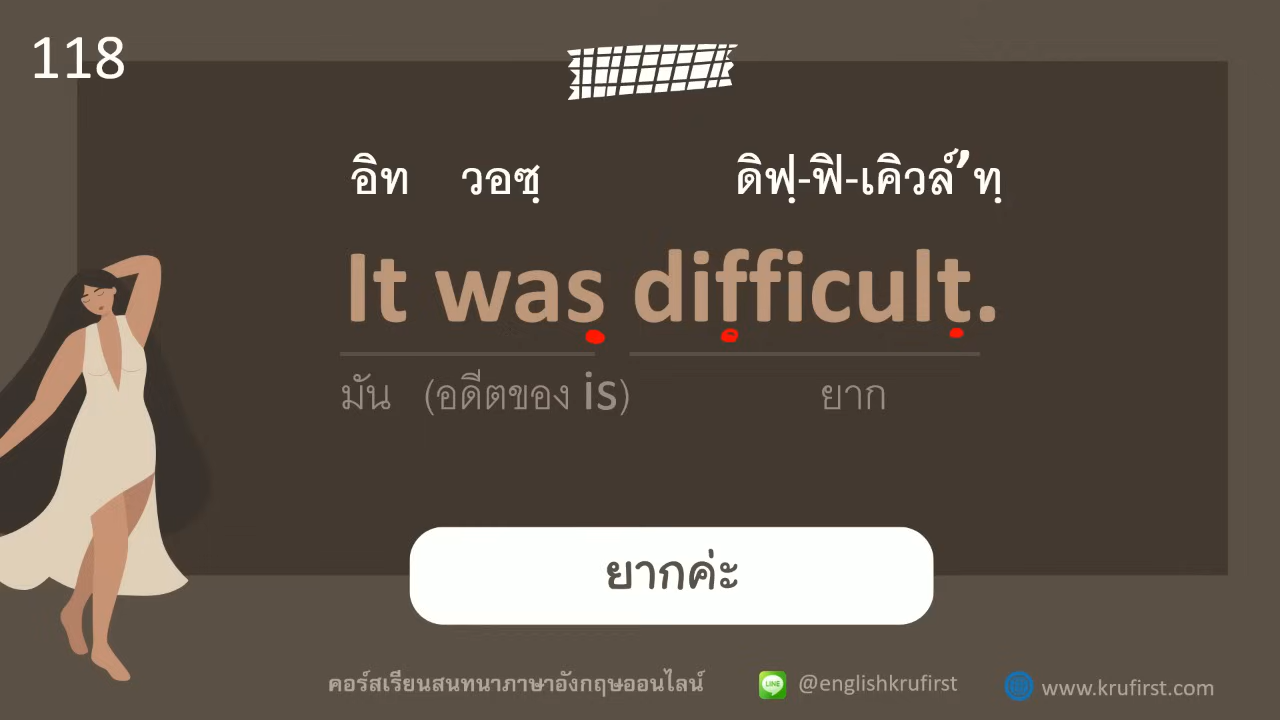 118
อิท วอซฺ ดิฟฺ-ฟิ-เคิวล์’ทฺ
It was difficult.
มัน (อดีตของ is) ยาก
ยากค่ะ
คอร์สเรียนสนทนาภาษาอังกฤษออนไลน์ LINE @englishkrufirst www.krufirst.com